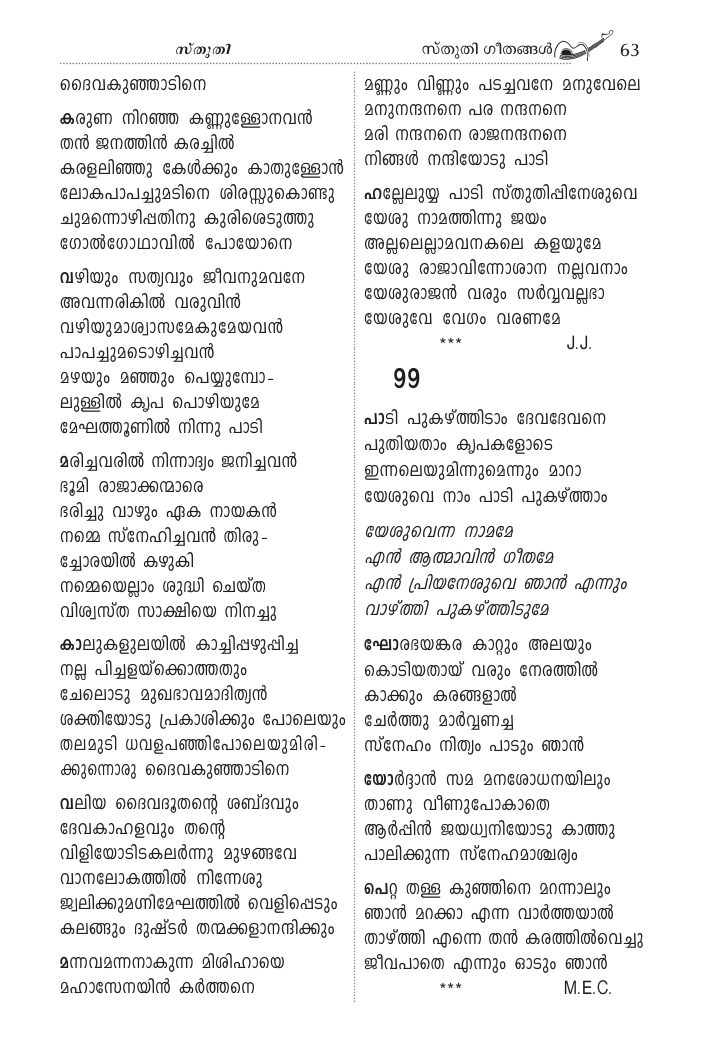 സ്തുതി
സ്തുതി ഗീതങ്ങൾ 63
ദൈവകുഞ്ഞാടിനെ
കരുണ നിറഞ്ഞ കണ്ണുള്ളോനവൻ
തൻ ജനത്തിൻ കരച്ചിൽ
കരളലിഞ്ഞു കേൾക്കും കാതുള്ളോൻ
ലോകപാപച്ചുമടിനെ ശിരസ്സുകൊണ്ടു
ചുമന്നൊഴിപ്പതിനു കുരിശെടുത്തു
ഗോൽഗോഥാവിൽ പോയോനെ
വഴിയും സത്യവും ജീവനുമവനേ
അവന്നരികിൽ വരുവിൻ
വഴിയുമാശ്വാസമേകുമേയവൻ
പാപച്ചുമടൊഴിച്ചവൻ
മഴയും മഞ്ഞും പെയ്യുമ്പോ-
ലുള്ളിൽ കൃപ പൊഴിയുമേ
മേഘത്തൂണിൽ നിന്നു പാടി
മരിച്ചവരിൽ നിന്നാദ്യം ജനിച്ചവൻ
ഭൂമി രാജാക്കന്മാരെ
ഭരിച്ചു വാഴും ഏക നായകൻ
നമ്മെ സ്നേഹിച്ചവൻ തിരു-
ച്ചോരയിൽ കഴുകി
നമ്മെയെല്ലാം ശുദ്ധി ചെയ്ത
വിശ്വസ്ത സാക്ഷിയെ നിനച്ചു
കാലുകളുലയിൽ കാച്ചിപ്പഴുപ്പിച്ച
നല്ല പിച്ചളയ്ക്കൊത്തതും
ചേലൊടു മുഖഭാവമാദിത്യൻ
ശക്തിയോടു പ്രകാശിക്കും പോലെയും
തലമുടി ധവളപഞ്ഞിപോലെയുമിരി-
ക്കുന്നൊരു ദൈവകുഞ്ഞാടിനെ
വലിയ ദൈവദൂതന്റെ ശബ്ദവും
ദേവകാഹളവും തന്റെ
വിളിയോടിടകലർന്നു മുഴങ്ങവേ
വാനലോകത്തിൽ നിന്നേശു
ജ്വലിക്കുമഗ്നിമേഘത്തിൽ വെളിപ്പെടും
കലങ്ങും ദുഷ്ടർ തന്മക്കളാനന്ദിക്കും
മന്നവമന്നനാകുന്ന മിശിഹായെ
മഹാസേനയിൻ കർത്തനെ
മണ്ണും വിണ്ണും പടച്ചവനേ മനുവേലെ
മനുനന്ദനനെ പര നന്ദനനെ
മരി നന്ദനനെ രാജനന്ദനനെ
നിങ്ങൾ നന്ദിയോടു പാടി
ഹല്ലേലുയ്യ പാടി സ്തുതിപ്പിനേശുവെ
യേശു നാമത്തിന്നു ജയം
അല്ലലെല്ലാമവനകലെ കളയുമേ
യേശു രാജാവിന്നോശാന നല്ലവനാം
യേശുരാജൻ വരും സർവ്വവല്ലഭാ
യേശുവേ വേഗം വരണമേ
*** J.J.
99
പാടി പുകഴ്ത്തിടാം ദേവദേവനെ
പുതിയതാം കൃപകളോടെ
ഇന്നലെയുമിന്നുമെന്നും മാറാ
യേശുവെ നാം പാടി പുകഴ്ത്താം
യേശുവെന്ന നാമമേ
എൻ ആത്മാവിൻ ഗീതമേ
എൻ പ്രിയനേശുവെ ഞാൻ എന്നും
വാഴ്ത്തി പുകഴ്ത്തിടുമേ
ഘോരഭയങ്കര കാറ്റും അലയും
കൊടിയതായ് വരും നേരത്തിൽ
കാക്കും കരങ്ങളാൽ
ചേർത്തു മാർവ്വണച്ച
സ്നേഹം നിത്യം പാടും ഞാൻ
യോർദ്ദാൻ സമ മനശോധനയിലും
താണു വീണുപോകാതെ
ആർപ്പിൻ ജയധ്വനിയോടു കാത്തു
പാലിക്കുന്ന സ്നേഹമാശ്ചര്യം
പെറ്റ തള്ള കുഞ്ഞിനെ മറന്നാലും
ഞാൻ മറക്കാ എന്ന വാർത്തയാൽ
താഴ്ത്തി എന്നെ തൻ കരത്തിൽവെച്ചു
ജീവപാതെ എന്നും ഓടും ഞാൻ
*** M.E.C.